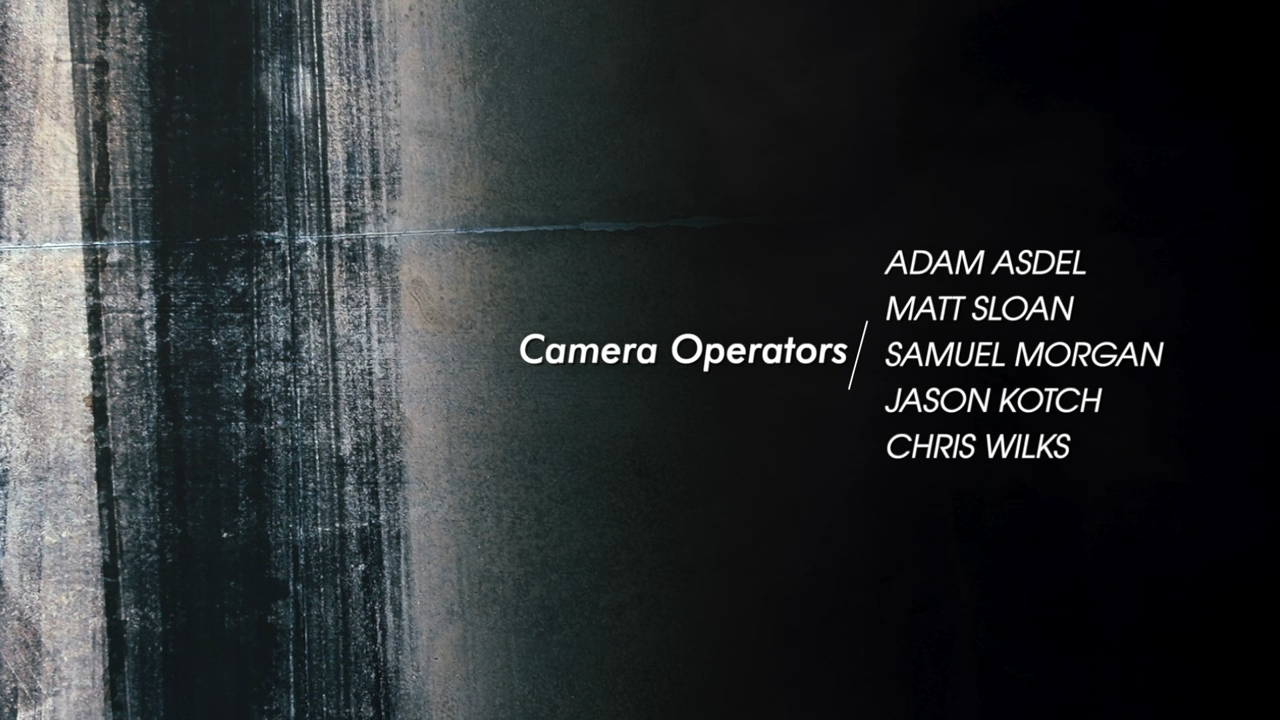 Camera Operators /
ADAM ASDEL
MATT SLOAN
SAMUEL MORGAN
JASON KOTCH
CHRIS WILKS